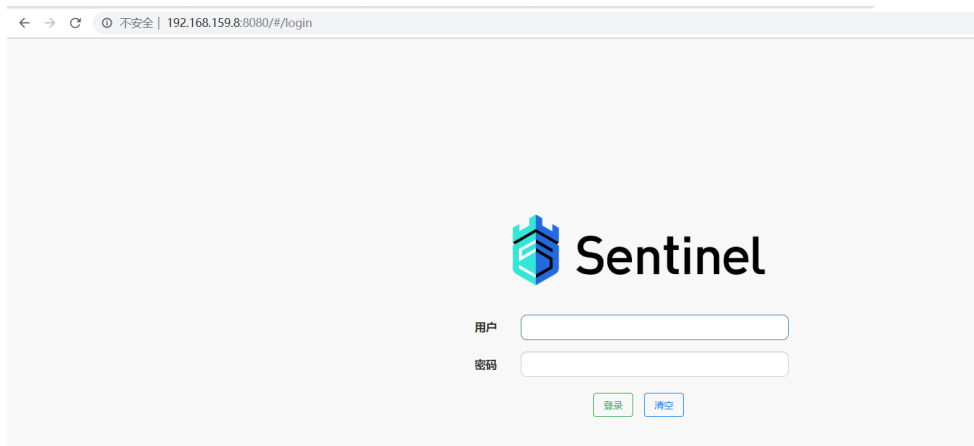 不安全 | 192.168.159.8:8080/#/login
Sentinel
用户
密码
登录 清空